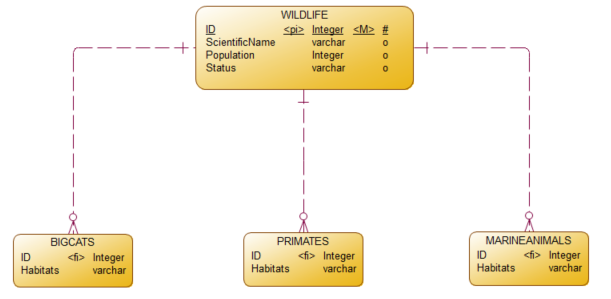 WILDLIFE
ID <pi> Integer <M> #
ScientificName varchar o
Population Integer o
Status varchar o
BIGCATS
ID <fi> Integer
Habitats varchar
PRIMATES
ID <fi> Integer
Habitats varchar
MARINEANIMALS
ID <fi> Integer
Habitats varchar